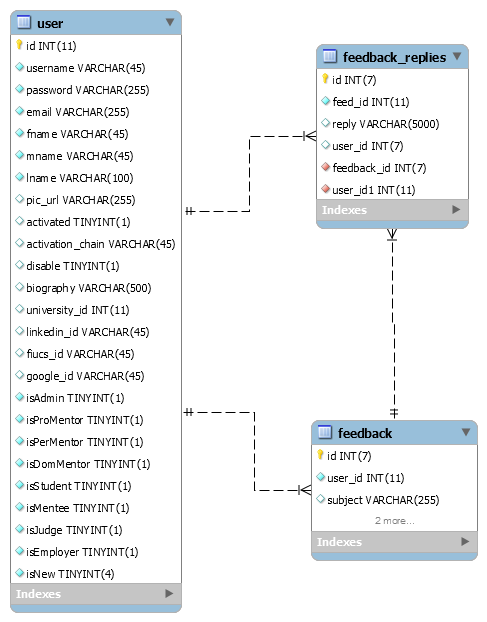 user
id INT(11)
username VARCHAR(45)
password VARCHAR(255)
email VARCHAR(255)
fname VARCHAR(45)
mname VARCHAR(45)
lname VARCHAR(100)
pic_url VARCHAR(255)
activated TINYINT(1)
activation_chain VARCHAR(45)
disable TINYINT(1)
biography VARCHAR(500)
university_id INT(11)
linkedin_id VARCHAR(45)
fiucs_id VARCHAR(45)
google_id VARCHAR(45)
isAdmin TINYINT(1)
isProMentor TINYINT(1)
isPerMentor TINYINT(1)
isDomMentor TINYINT(1)
isStudent TINYINT(1)
isMentee TINYINT(1)
isJudge TINYINT(1)
isEmployer TINYINT(1)
isNew TINYINT(4)
Indexes
feedback_replies
id INT(7)
feed_id INT(11)
reply VARCHAR(5000)
user_id INT(7)
feedback_id INT(7)
user_id1 INT(11)
Indexes
feedback
id INT(7)
user_id INT(11)
subject VARCHAR(255)
2 more...
Indexes